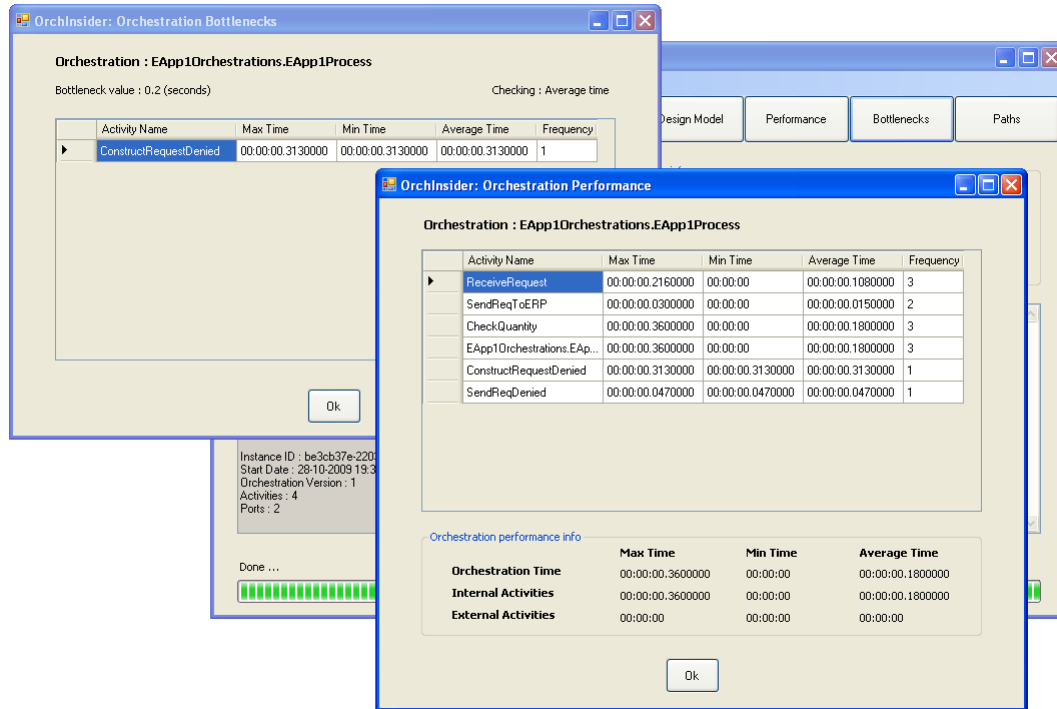 OrchInsider: Orchestration Bottlenecks
Orchestration : EApp1Orchestrations.EApp1Process
Bottleneck value : 0.2 (seconds) Checking : Average time
Activity Name Max Time Min Time Average Time Frequency
ConstructRequestDenied 00:00:00.3130000 00:00:00.3130000 00:00:00.3130000 1
Ok
Design Model Performance Bottlenecks Paths
OrchInsider: Orchestration Performance
Orchestration : EApp1Orchestrations.EApp1Process
Activity Name Max Time Min Time Average Time Frequency
ReceiveRequest 00:00:00.2160000 00:00:00 00:00:00.1080000 3
SendReqToERP 00:00:00.0300000 00:00:00 00:00:00.0150000 2
CheckQuantity 00:00:00.3600000 00:00:00 00:00:00.1800000 3
EApp1Orchestrations.EAp... 00:00:00.3600000 00:00:00 00:00:00.1800000 3
ConstructRequestDenied 00:00:00.3130000 00:00:00.3130000 00:00:00.3130000 1
SendReqDenied 00:00:00.0470000 00:00:00.0470000 00:00:00.0470000 1
Orchestration performance info
Max Time Min Time Average Time
Orchestration Time 00:00:00.3600000 00:00:00 00:00:00.1800000
Internal Activities 00:00:00.3600000 00:00:00 00:00:00.1800000
External Activities 00:00:00 00:00:00 00:00:00
Ok
Instance ID : be3cb37e-220
Start Date : 28-10-2009 19:3
Orchestration Version : 1
Activities : 4
Ports : 2
Done ...